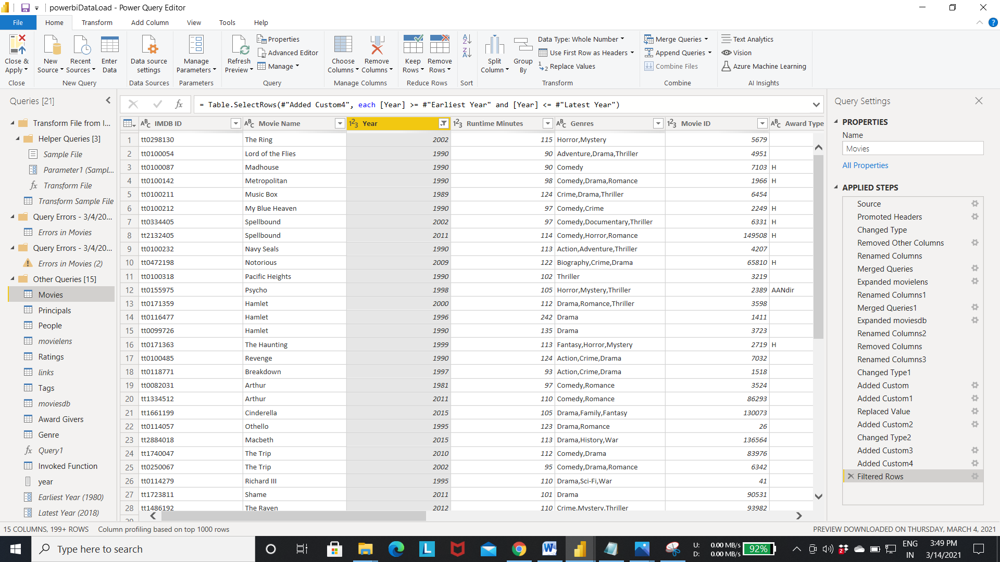 powerbiDataLoad - Power Query Editor
File Home Transform Add Column View Tools Help
Close & Apply
New Source
Recent Sources
Enter Data
Data source settings
Manage Parameters
Refresh Preview
Properties
Advanced Editor
Manage
Choose Columns
Remove Columns
Keep Rows
Remove Rows
Split Column
Group By
Data Type: Whole Number
Use First Row as Headers
Replace Values
Merge Queries
Append Queries
Combine Files
Text Analytics
Vision
Azure Machine Learning
Close New Query Data Sources Parameters Query Manage Columns Reduce Rows Sort Transform Combine AI Insights
Queries [21]
Transform File from I...
Helper Queries [3]
Sample File
Parameter1 (Sampl...
Transform File
Transform Sample File
Query Errors - 3/4/20...
Errors in Movies
Query Errors - 3/4/20...
Errors in Movies (2)
Other Queries [15]
Movies
Principals
People
movielens
Ratings
links
Tags
moviesdb
Award Givers
Genre
Query1
Invoked Function
year
Earliest Year (1980)
Latest Year (2018)
= Table.SelectRows(#"Added Custom4", each [Year] >= #"Earliest Year" and [Year] <= #"Latest Year")
IMDB ID Movie Name Year Runtime Minutes Genres Movie ID Award Type
1 tt0298130 The Ring 2002 115 Horror,Mystery 5679
2 tt0100054 Lord of the Flies 1990 90 Adventure,Drama,Thriller 4951
3 tt0100087 Madhouse 1990 90 Comedy 7103 H
4 tt0100142 Metropolitan 1990 98 Comedy,Drama,Romance 1966 H
5 tt0100211 Music Box 1989 124 Crime,Drama,Thriller 6454
6 tt0100212 My Blue Heaven 1990 97 Comedy,Crime 2249 H
7 tt0334405 Spellbound 2002 97 Comedy,Documentary,Thriller 6331 H
8 tt2132405 Spellbound 2011 114 Comedy,Horror,Romance 149508 H
9 tt0100232 Navy Seals 1990 113 Action,Adventure,Thriller 4207
10 tt0472198 Notorious 2009 122 Biography,Crime,Drama 65810 H
11 tt0100318 Pacific Heights 1990 102 Thriller 3219
12 tt0155975 Psycho 1998 105 Horror,Mystery,Thriller 2389 AANdir
13 tt0171359 Hamlet 2000 112 Drama,Romance,Thriller 3598
14 tt0116477 Hamlet 1996 242 Drama 1411
15 tt0099726 Hamlet 1990 135 Drama 3723
16 tt0171363 The Haunting 1999 113 Fantasy,Horror,Mystery 2719 H
17 tt0100485 Revenge 1990 124 Action,Crime,Drama 7032
18 tt0118771 Breakdown 1997 93 Action,Crime,Drama 1518
19 tt0082031 Arthur 1981 97 Comedy,Romance 3524
20 tt1334512 Arthur 2011 110 Comedy,Romance 86293
21 tt1661199 Cinderella 2015 105 Drama,Family,Fantasy 130073
22 tt0114057 Othello 1995 123 Drama,Romance 26
23 tt2884018 Macbeth 2015 113 Drama,History,War 136564
24 tt1740047 The Trip 2010 112 Comedy,Drama 83976
25 tt0250067 The Trip 2002 95 Comedy,Drama,Romance 6342
26 tt0114279 Richard III 1995 110 Drama,Sci-Fi,War 41
27 tt1723811 Shame 2011 101 Drama 90531
28 tt1486192 The Raven 2012 110 Crime,Mystery,Thriller 93982
29
Query Settings
PROPERTIES
Name
Movies
All Properties
APPLIED STEPS
Source
Promoted Headers
Changed Type
Removed Other Columns
Renamed Columns
Merged Queries
Expanded movielens
Renamed Columns1
Merged Queries1
Expanded moviesdb
Renamed Columns2
Removed Columns
Renamed Columns3
Changed Type1
Added Custom
Added Custom1
Replaced Value
Added Custom2
Changed Type2
Added Custom3
Added Custom4
Filtered Rows
15 COLUMNS, 199+ ROWS Column profiling based on top 1000 rows PREVIEW DOWNLOADED ON THURSDAY, MARCH 4, 2021
Type here to search
U: 0.00 MB/s
D: 0.00 MB/s
92%
ENG
IN
3:49 PM
3/14/2021